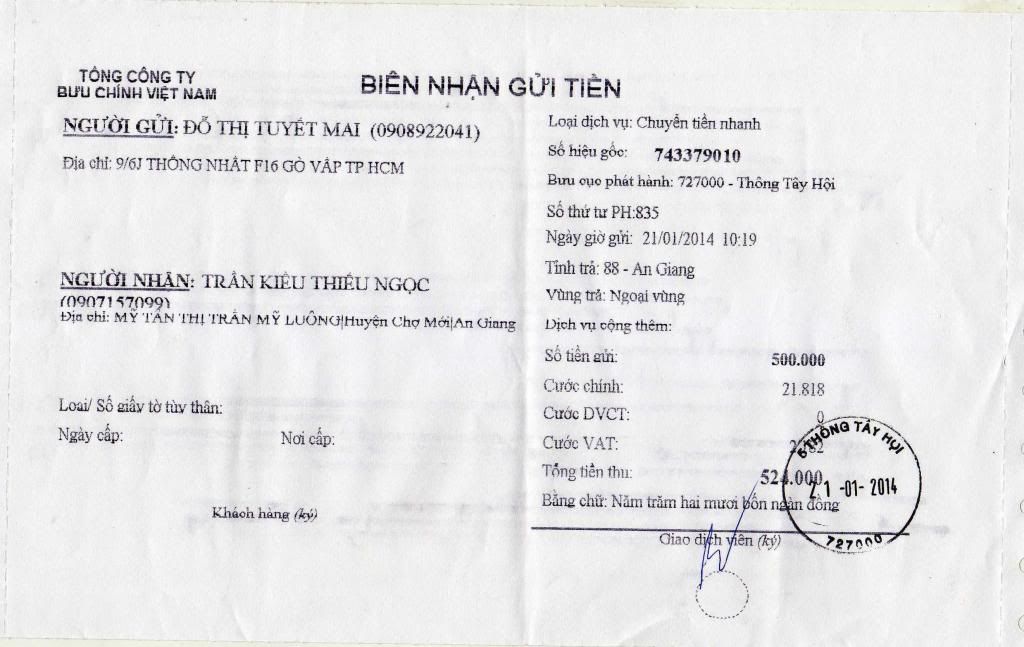 TỔNG CÔNG TY
BƯU CHÍNH VIỆT NAM
BIÊN NHẬN GỬI TIỀN
NGƯỜI GỬI: ĐỖ THỊ TUYẾT MAI (0908922041)
Địa chỉ: 9/6J THỐNG NHẤT F16 GÒ VẤP TP HCM
NGƯỜI NHẬN: TRẦN KIỀU THIẾU NGỌC
(0907157099)
Địa chỉ: MỸ TÂN THỊ TRẤN MỸ LUÔNG|Huyện Chợ Mới|An Giang
Loại/ Số giấy tờ tùy thân:
Ngày cấp: Nơi cấp:
Khách hàng (ký)
Loại dịch vụ: Chuyển tiền nhanh
Số hiệu gốc: 743379010
Bưu cục phát hành: 727000 - Thông Tây Hội
Số thứ tự PH:835
Ngày giờ gửi: 21/01/2014 10:19
Tỉnh trả: 88 - An Giang
Vùng trả: Ngoại vùng
Dịch vụ cộng thêm:
Số tiền gửi: 500.000
Cước chính: 21.818
Cước DVCT: 0
Cước VAT:
Tổng tiền thu: 524.000
Bằng chữ: Năm trăm hai mươi bốn ngàn đồng
Giao dịch viên (ký)
THÔNG TÂY HỘI
21-01-2014
727000